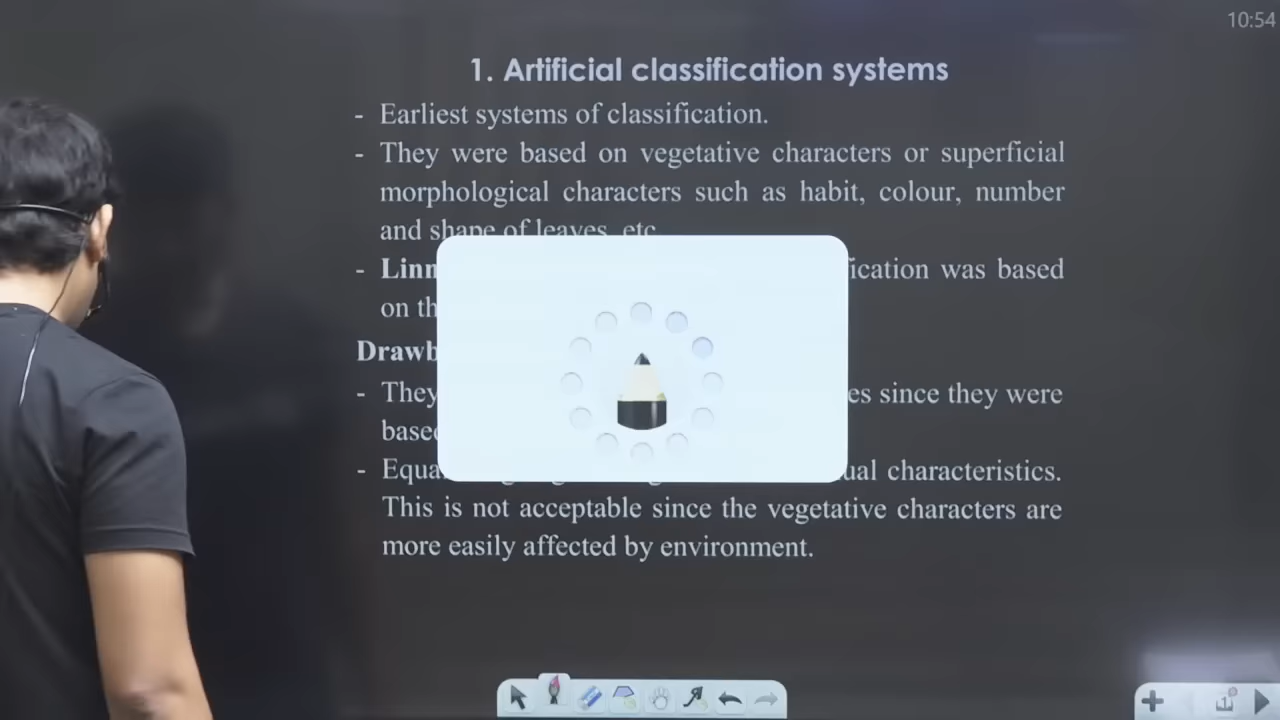 10:54
1. Artificial classification systems
- Earliest systems of classification.
- They were based on vegetative characters or superficial
morphological characters such as habit, colour, number
and shape of leaves, etc
- Linn ification was based
on th
Drawb
- They es since they were
based
- Equa ual characteristics.
This is not acceptable since the vegetative characters are
more easily affected by environment.